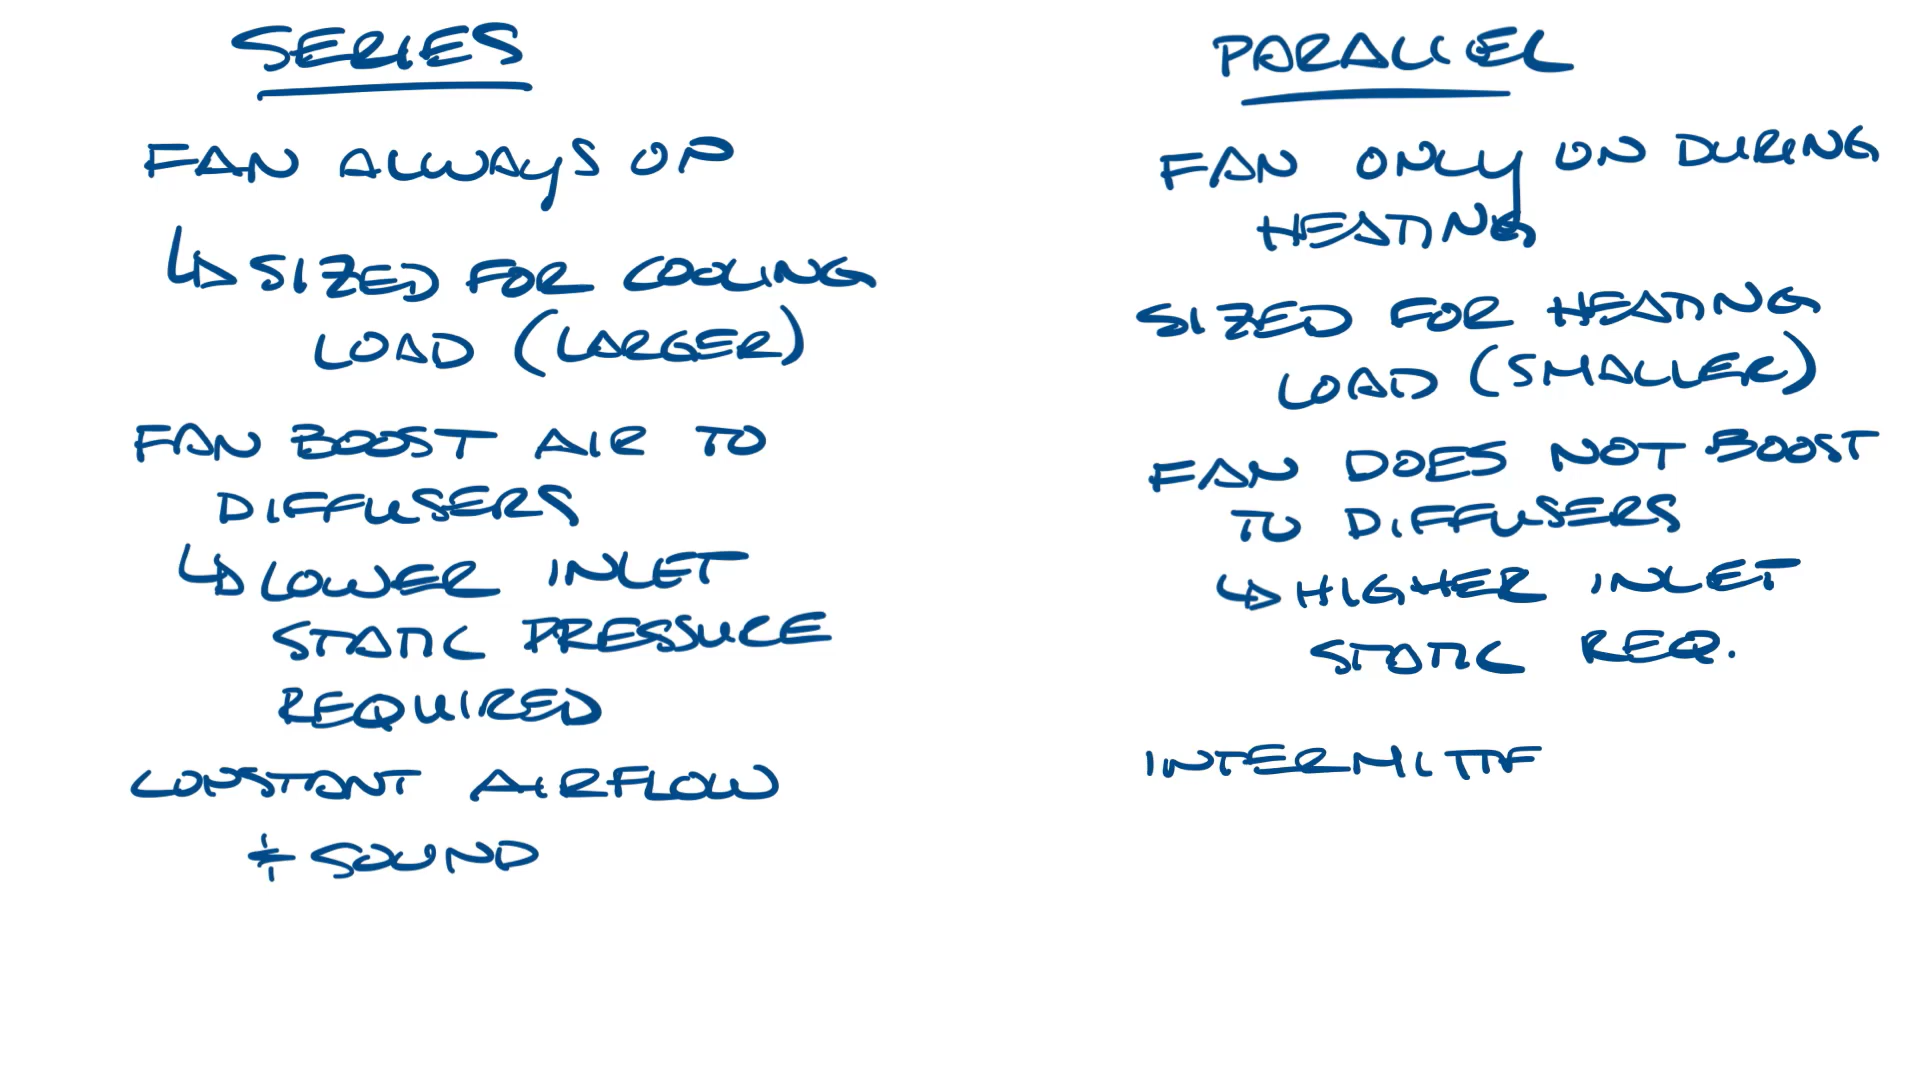 SERIES
FAN ALWAYS ON
↳ SIZED FOR COOLING
LOAD (LARGER)
FAN BOOST AIR TO
DIFFUSERS
↳ LOWER INLET
STATIC PRESSURE
REQUIRED
CONSTANT AIRFLOW
& SOUND
PARALLEL
FAN ONLY ON DURING
HEATING
SIZED FOR HEATING
LOAD (SMALLER)
FAN DOES NOT BOOST
TO DIFFUSERS
↳ HIGHER INLET
STATIC REQ.
INTERMITTE